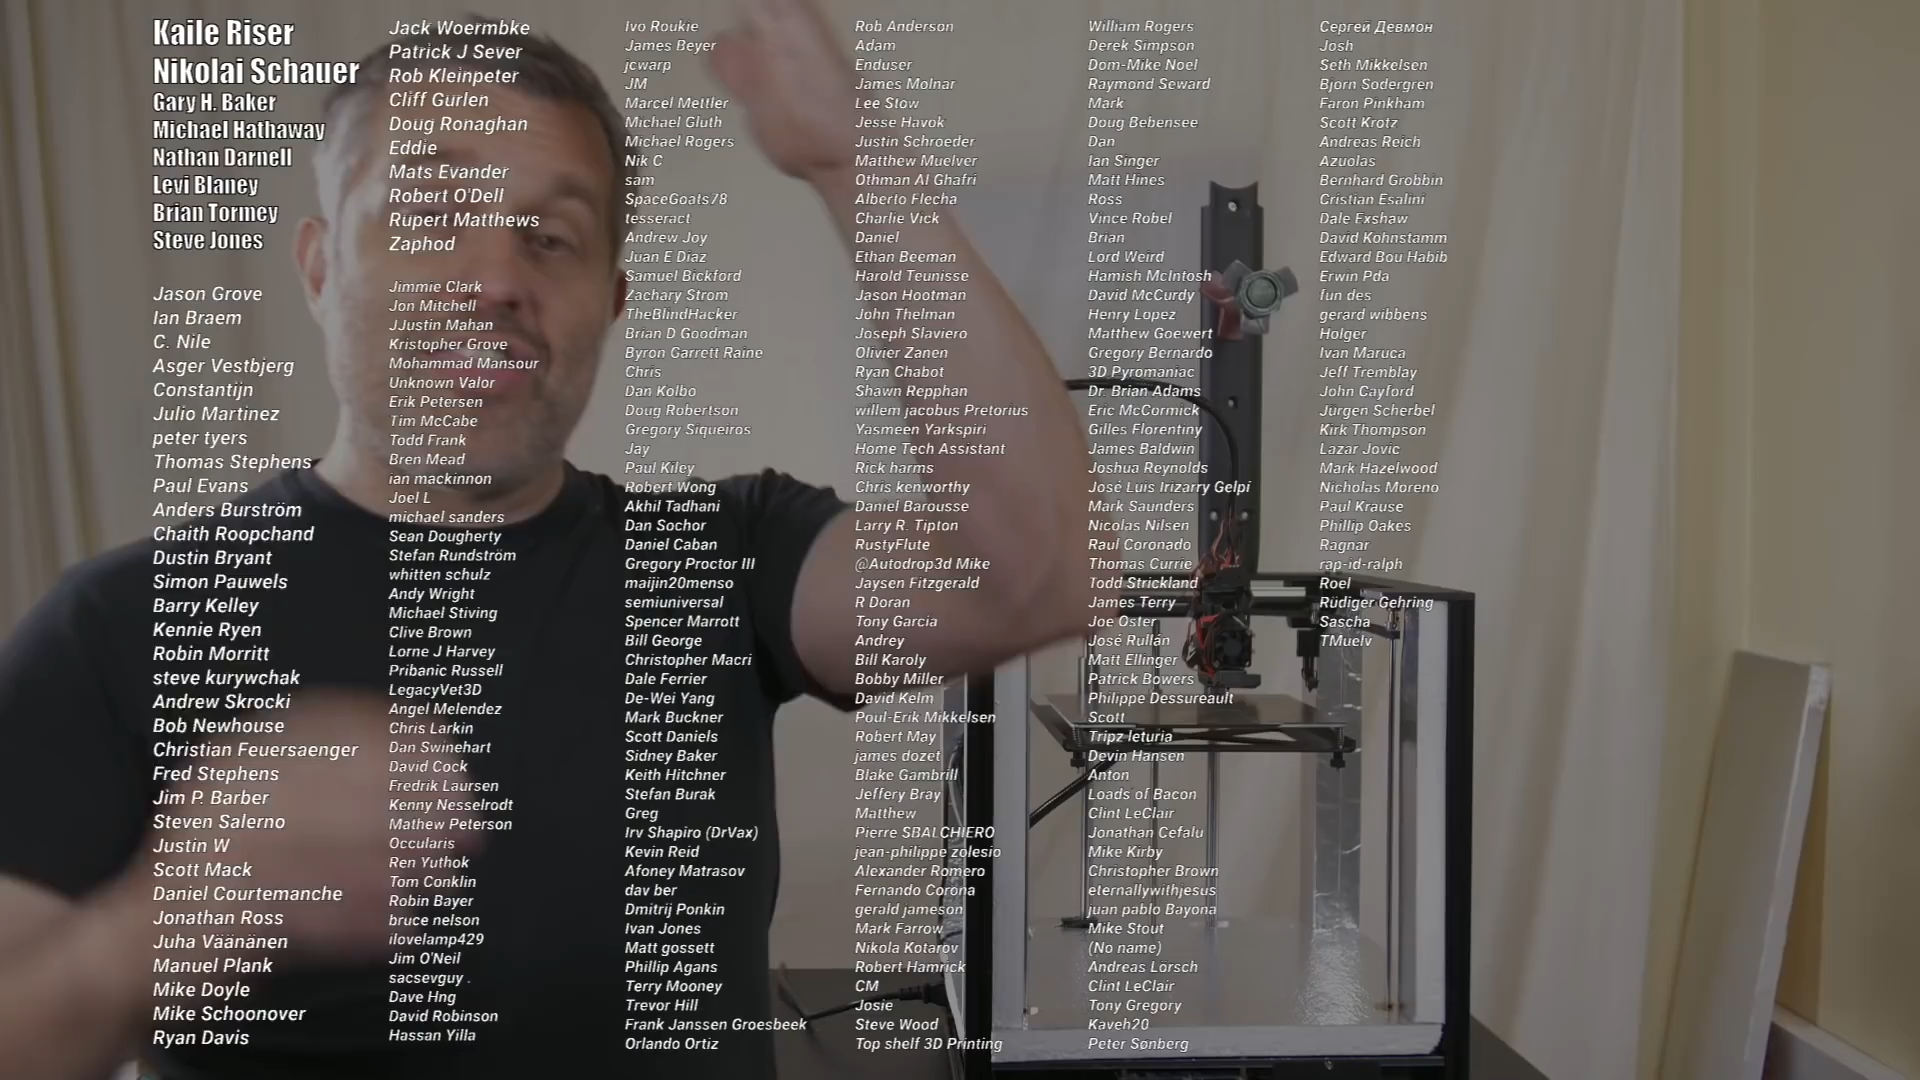 Kaile Riser
Nikolai Schauer
Gary H. Baker
Michael Hathaway
Nathan Darnell
Levi Blaney
Brian Tormey
Steve Jones
Jason Grove
Ian Braem
C. Nile
Asger Vestbjerg
Constantijn
Julio Martinez
peter tyers
Thomas Stephens
Paul Evans
Anders Burström
Chaith Roopchand
Dustin Bryant
Simon Pauwels
Barry Kelley
Kennie Ryen
Robin Morritt
steve kurywchak
Andrew Skrocki
Bob Newhouse
Christian Feuersaenger
Fred Stephens
Jim P. Barber
Steven Salerno
Justin W
Scott Mack
Daniel Courtemanche
Jonathan Ross
Juha Väänänen
Manuel Plank
Mike Doyle
Mike Schoonover
Ryan Davis
Jack Woermbke
Patrick J Sever
Rob Kleinpeter
Cliff Gurlen
Doug Ronaghan
Eddie
Mats Evander
Robert O'Dell
Rupert Matthews
Zaphod
Jimmie Clark
Jon Mitchell
JJustin Mahan
Kristopher Grove
Mohammad Mansour
Unknown Valor
Erik Petersen
Tim McCabe
Todd Frank
Bren Mead
ian mackinnon
Joel L
michael sanders
Sean Dougherty
Stefan Rundström
whitten schulz
Andy Wright
Michael Stiving
Clive Brown
Lorne J Harvey
Pribanic Russell
LegacyVet3D
Angel Melendez
Chris Larkin
Dan Swinehart
David Cock
Fredrik Laursen
Kenny Nesselrodt
Mathew Peterson
Occularis
Ren Yuthok
Tom Conklin
Robin Bayer
bruce nelson
ilovelamp429
Jim O'Neil
sacsevguy .
Dave Hng
David Robinson
Hassan Yilla
Ivo Roukie
James Beyer
jcwarp
JM
Marcel Mettler
Michael Gluth
Michael Rogers
Nik C
sam
SpaceGoats78
tesseract
Andrew Joy
Juan E Diaz
Samuel Bickford
Zachary Strom
TheBlindHacker
Brian D Goodman
Byron Garrett Raine
Chris
Dan Kolbo
Doug Robertson
Gregory Siqueiros
Jay
Paul Kiley
Robert Wong
Akhil Tadhani
Dan Sochor
Daniel Caban
Gregory Proctor III
maijin20menso
semiuniversal
Spencer Marrott
Bill George
Christopher Macri
Dale Ferrier
De-Wei Yang
Mark Buckner
Scott Daniels
Sidney Baker
Keith Hitchner
Stefan Burak
Greg
Irv Shapiro (DrVax)
Kevin Reid
Afoney Matrasov
dav ber
Dmitrij Ponkin
Ivan Jones
Matt gossett
Phillip Agans
Terry Mooney
Trevor Hill
Frank Janssen Groesbeek
Orlando Ortiz
Rob Anderson
Adam
Enduser
James Molnar
Lee Stow
Jesse Havok
Justin Schroeder
Matthew Muelver
Othman Al Ghafri
Alberto Flecha
Charlie Vick
Daniel
Ethan Beeman
Harold Teunisse
Jason Hootman
John Thelman
Joseph Slaviero
Olivier Zanen
Ryan Chabot
Shawn Repphan
willem jacobus Pretorius
Yasmeen Yarkspiri
Home Tech Assistant
Rick harms
Chris kenworthy
Daniel Barousse
Larry R. Tipton
RustyFlute
@Autodrop3d Mike
Jaysen Fitzgerald
R Doran
Tony Garcia
Andrey
Bill Karoly
Bobby Miller
David Kelm
Poul-Erik Mikkelsen
Robert May
james dozet
Blake Gambrill
Jeffery Bray
Matthew
Pierre SBALCHIERO
jean-philippe zolesio
Alexander Romero
Fernando Corona
gerald jameson
Mark Farrow
Nikola Kotarov
Robert Hamrick
CM
Josie
Steve Wood
Top shelf 3D Printing
William Rogers
Derek Simpson
Dom-Mike Noel
Raymond Seward
Mark
Doug Bebensee
Dan
Ian Singer
Matt Hines
Ross
Vince Robel
Brian
Lord Weird
Hamish McIntosh
David McCurdy
Henry Lopez
Matthew Goewert
Gregory Bernardo
3D Pyromaniac
Dr. Brian Adams
Eric McCormick
Gilles Florentiny
James Baldwin
Joshua Reynolds
José Luis Irizarry Gelpí
Mark Saunders
Nicolas Nilsen
Raul Coronado
Thomas Currie
Todd Strickland
James Terry
Joe Oster
José Rullán
Matt Ellinger
Patrick Bowers
Philippe Dessureault
Scott
Tripz leturia
Devin Hansen
Anton
Loads of Bacon
Clint LeClair
Jonathan Cefalu
Mike Kirby
Christopher Brown
eternallywithjesus
juan pablo Bayona
Mike Stout
(No name)
Andreas Lörsch
Clint LeClair
Tony Gregory
Kaveh20
Peter Sønberg
Сергей Девмон
Josh
Seth Mikkelsen
Bjorn Sodergren
Faron Pinkham
Scott Krotz
Andreas Reich
Azuolas
Bernhard Grobbin
Cristian Esalini
Dale Fxshaw
David Kohnstamm
Edward Bou Habib
Erwin Pda
fun des
gerard wibbens
Holger
Ivan Maruca
Jeff Tremblay
John Cayford
Jürgen Scherbel
Kirk Thompson
Lazar Jovic
Mark Hazelwood
Nicholas Moreno
Paul Krause
Phillip Oakes
Ragnar
rap-id-ralph
Roel
Rüdiger Gehring
Sascha
TMuelv